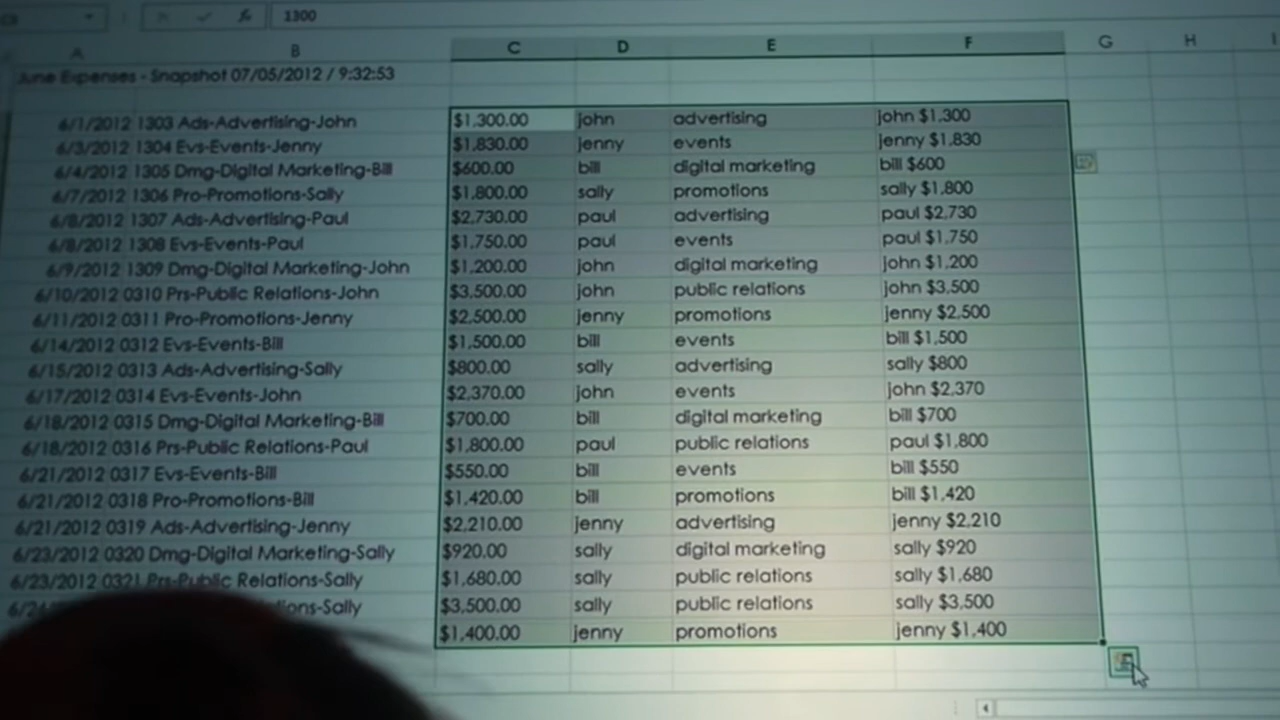 1300
A B C D E F G H
June Expenses - Snapshot 07/05/2012 / 9:32:53
6/1/2012 1303 Ads-Advertising-John $1,300.00 john advertising john $1,300
6/3/2012 1304 Evs-Events-Jenny $1,830.00 jenny events jenny $1,830
6/4/2012 1305 Dmg-Digital Marketing-Bill $600.00 bill digital marketing bill $600
6/7/2012 1306 Pro-Promotions-Sally $1,800.00 sally promotions sally $1,800
6/8/2012 1307 Ads-Advertising-Paul $2,730.00 paul advertising paul $2,730
6/8/2012 1308 Evs-Events-Paul $1,750.00 paul events paul $1,750
6/9/2012 1309 Dmg-Digital Marketing-John $1,200.00 john digital marketing john $1,200
6/10/2012 0310 Prs-Public Relations-John $3,500.00 john public relations john $3,500
6/11/2012 0311 Pro-Promotions-Jenny $2,500.00 jenny promotions jenny $2,500
6/14/2012 0312 Evs-Events-Bill $1,500.00 bill events bill $1,500
6/15/2012 0313 Ads-Advertising-Sally $800.00 sally advertising sally $800
6/17/2012 0314 Evs-Events-John $2,370.00 john events john $2,370
6/18/2012 0315 Dmg-Digital Marketing-Bill $700.00 bill digital marketing bill $700
6/18/2012 0316 Prs-Public Relations-Paul $1,800.00 paul public relations paul $1,800
6/21/2012 0317 Evs-Events-Bill $550.00 bill events bill $550
6/21/2012 0318 Pro-Promotions-Bill $1,420.00 bill promotions bill $1,420
6/21/2012 0319 Ads-Advertising-Jenny $2,210.00 jenny advertising jenny $2,210
6/23/2012 0320 Dmg-Digital Marketing-Sally $920.00 sally digital marketing sally $920
6/23/2012 0321 Prs-Public Relations-Sally $1,680.00 sally public relations sally $1,680
$3,500.00 sally public relations sally $3,500
$1,400.00 jenny promotions jenny $1,400